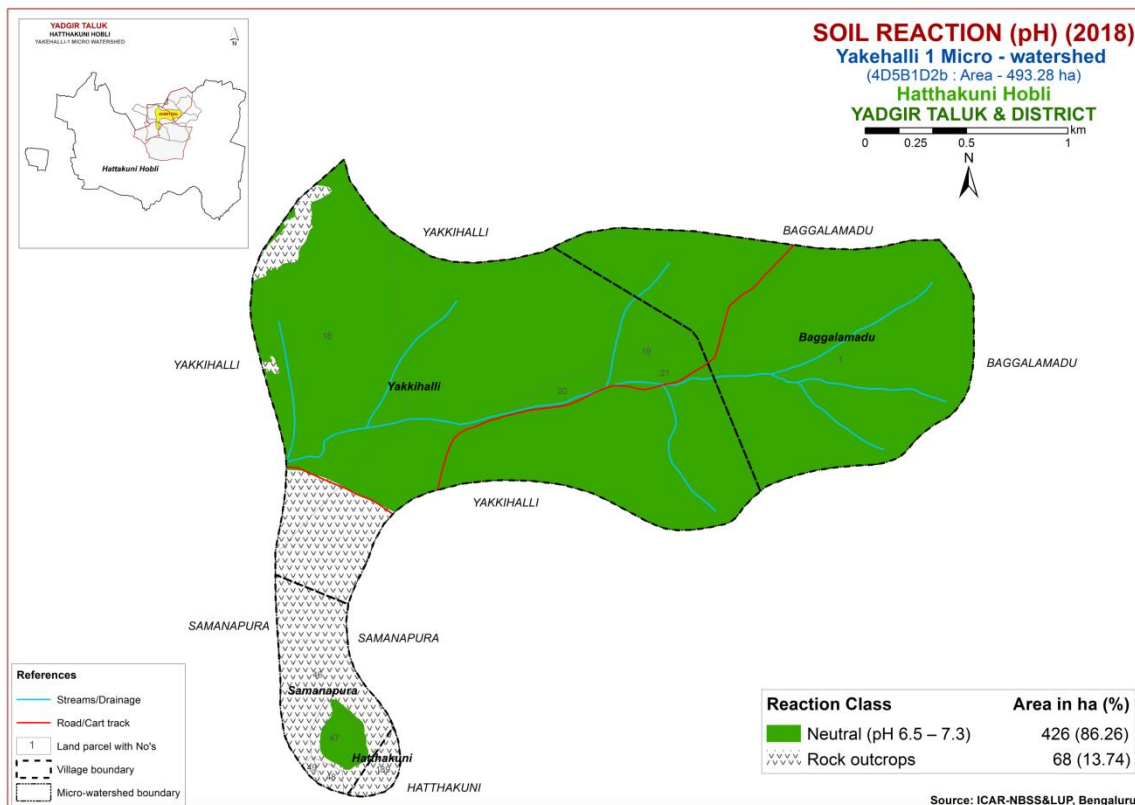 YADGIR TALUK
HATTHAKUNI HOBLI
YAKEHALLI-1 MICRO WATERSHED
N
Hattakuni Hobli
SOIL REACTION (pH) (2018)
Yakehalli 1 Micro - watershed
(4D5B1D2b : Area - 493.28 ha)
Hatthakuni Hobli
YADGIR TALUK & DISTRICT
km
0 0.25 0.5 1
N
YAKKIHALLI
BAGGALAMADU
18
19
Baggalamadu
1
YAKKIHALLI
BAGGALAMADU
21
Yakkihalli
20
YAKKIHALLI
SAMANAPURA
SAMANAPURA
46
Samanapura
47
Hatthakuni
49
48
HATTHAKUNI
References
Streams/Drainage
Road/Cart track
1 Land parcel with No's
Village boundary
Micro-watershed boundary
Reaction Class Area in ha (%)
Neutral (pH 6.5 – 7.3) 426 (86.26)
Rock outcrops 68 (13.74)
Source: ICAR-NBSS&LUP, Bengaluru